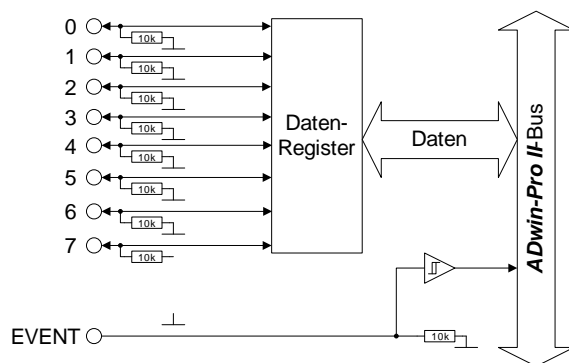 0
10k
1
10k
2
10k
3
10k
4
10k
5
10k
6
10k
7
10k
Daten-
Register
Daten
ADwin-Pro II-Bus
EVENT
10k